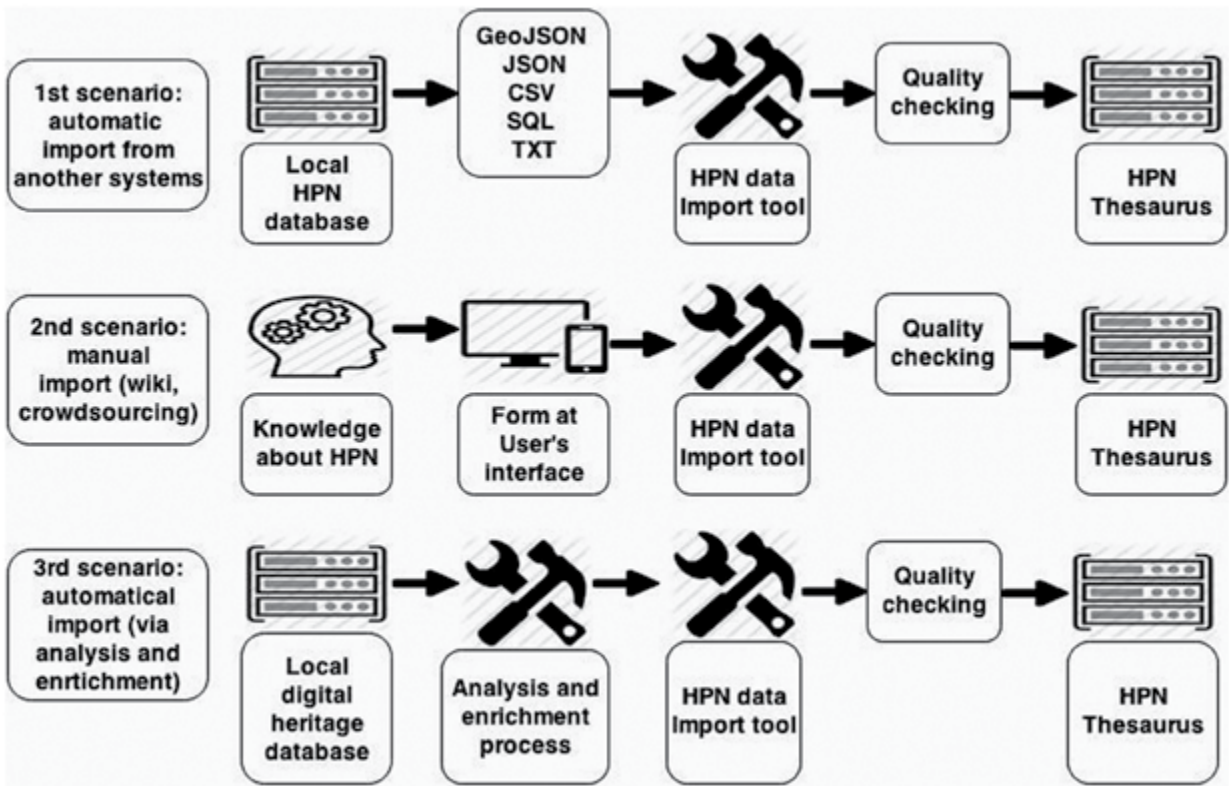 1st scenario:
automatic
import from
another systems
Local
HPN
database
GeoJSON
JSON
CSV
SQL
TXT
HPN data
Import tool
Quality
checking
HPN
Thesaurus
2nd scenario:
manual
import (wiki,
crowdsourcing)
Knowledge
about HPN
Form at
User's
interface
HPN data
Import tool
Quality
checking
HPN
Thesaurus
3rd scenario:
automatical
import (via
analysis and
enrtichment)
Local
digital
heritage
database
Analysis and
enrichment
process
HPN data
Import tool
Quality
checking
HPN
Thesaurus